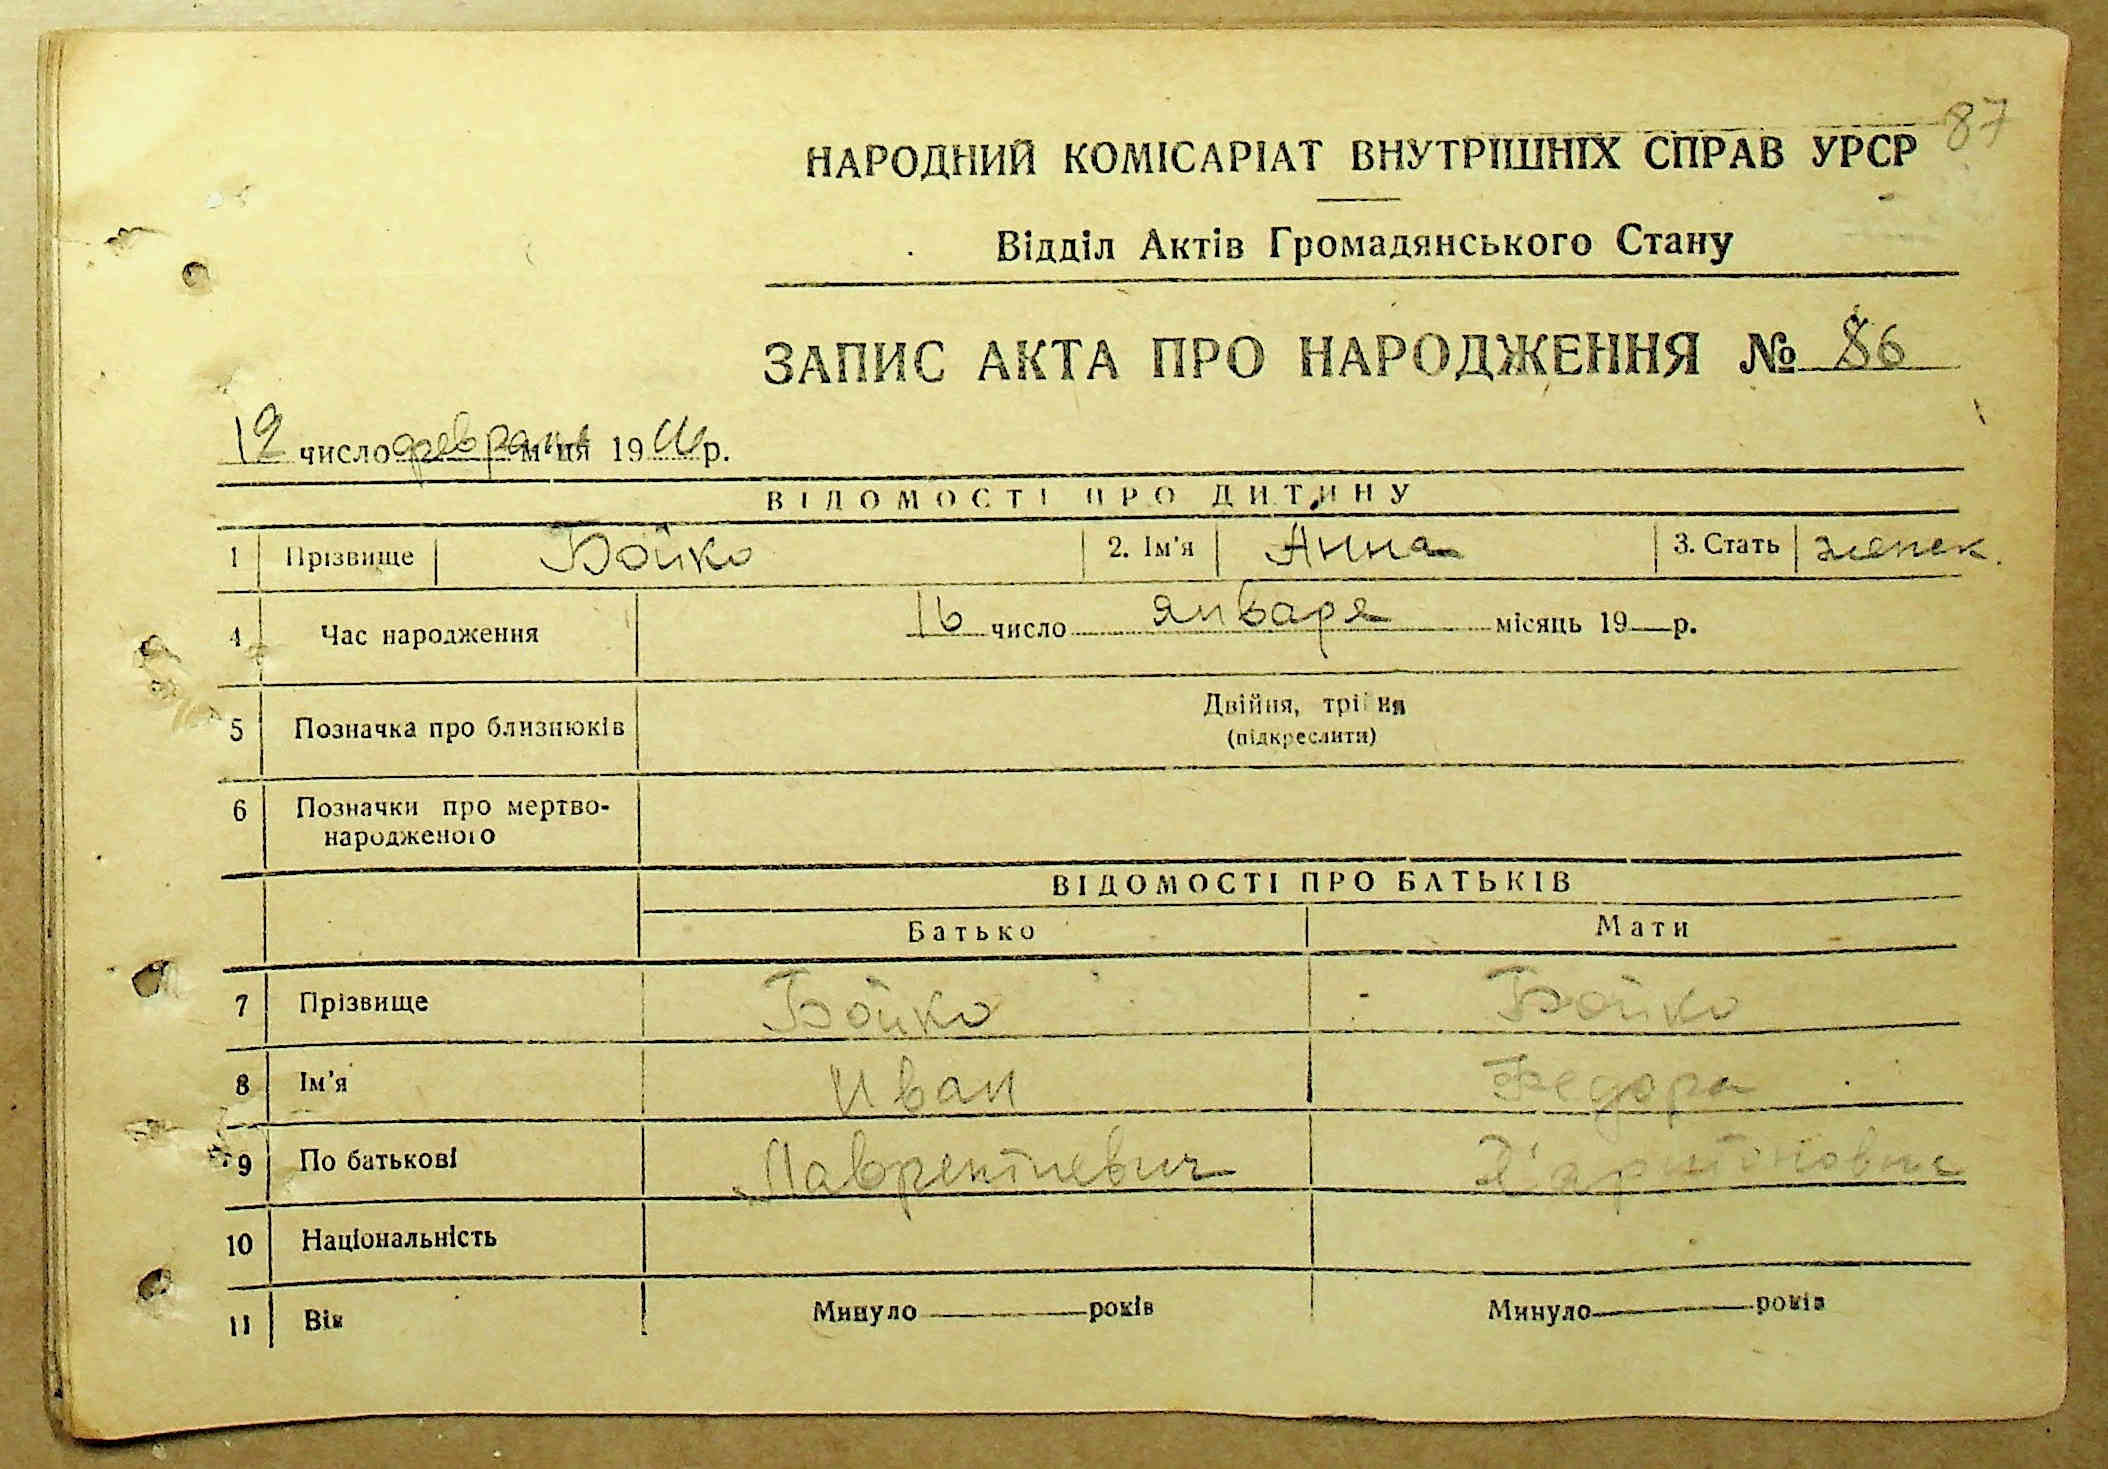 87
НАРОДНИЙ КОМІСАРІАТ ВНУТРІШНІХ СПРАВ УРСР
Відділ Актів Громадянського Стану
ЗАПИС АКТА ПРО НАРОДЖЕННЯ № 86
12 число февраля м-ця 19 р.
ВІДОМОСТІ ПРО ДИТИНУ
1 Прізвище Бойко 2. Ім'я Анна 3. Стать женск.
4 Час народження 16 число января місяць 19 р.
5 Позначка про близнюків Двійня, трійня
(підкреслити)
6 Позначки про мертво-
народженого
ВІДОМОСТІ ПРО БАТЬКІВ
Батько Мати
7 Прізвище Бойко Бойко
8 Ім'я Иван Федора
9 По батькові Лаврентиевич Харитоновна
10 Національність
11 Вік Минуло років Минуло років